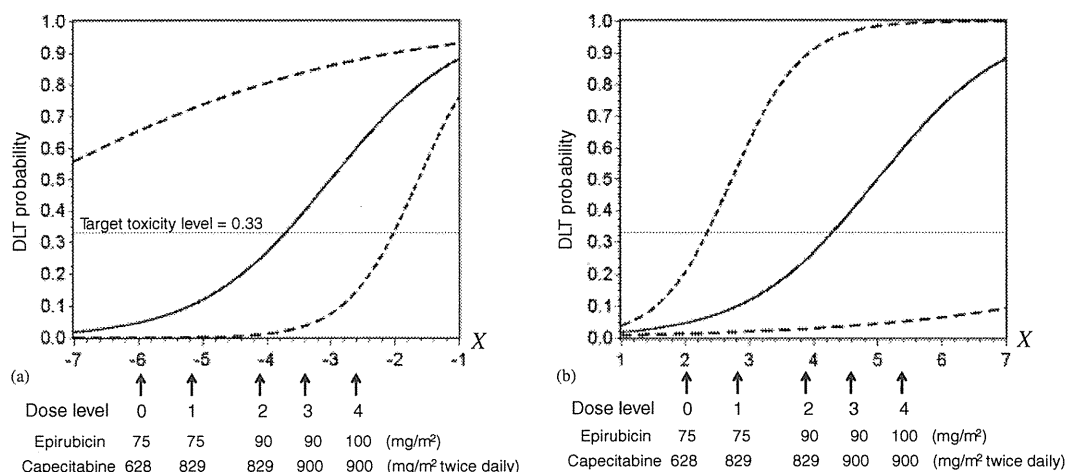 1.0
0.9
0.8
0.7
0.6
0.5
0.4
0.3
0.2
0.1
0.0
DLT probability
Target toxicity level = 0.33
-7 -6 -5 -4 -3 -2 -1 X
(a)
Dose level 0 1 2 3 4
Epirubicin 75 75 90 90 100 (mg/m²)
Capecitabine 628 829 829 900 900 (mg/m² twice daily)
1.0
0.9
0.8
0.7
0.6
0.5
0.4
0.3
0.2
0.1
0.0
DLT probability
1 2 3 4 5 6 7 X
(b)
Dose level 0 1 2 3 4
Epirubicin 75 75 90 90 100 (mg/m²)
Capecitabine 628 829 829 900 900 (mg/m² twice daily)